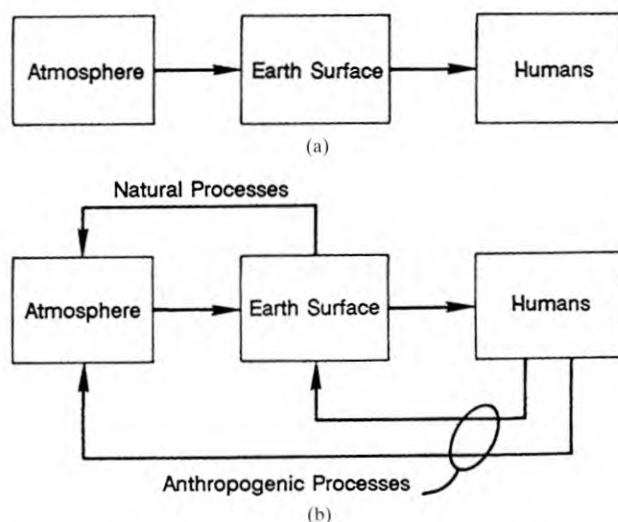 Atmosphere
Earth Surface
Humans
(a)
Natural Processes
Atmosphere
Earth Surface
Humans
Anthropogenic Processes
(b)